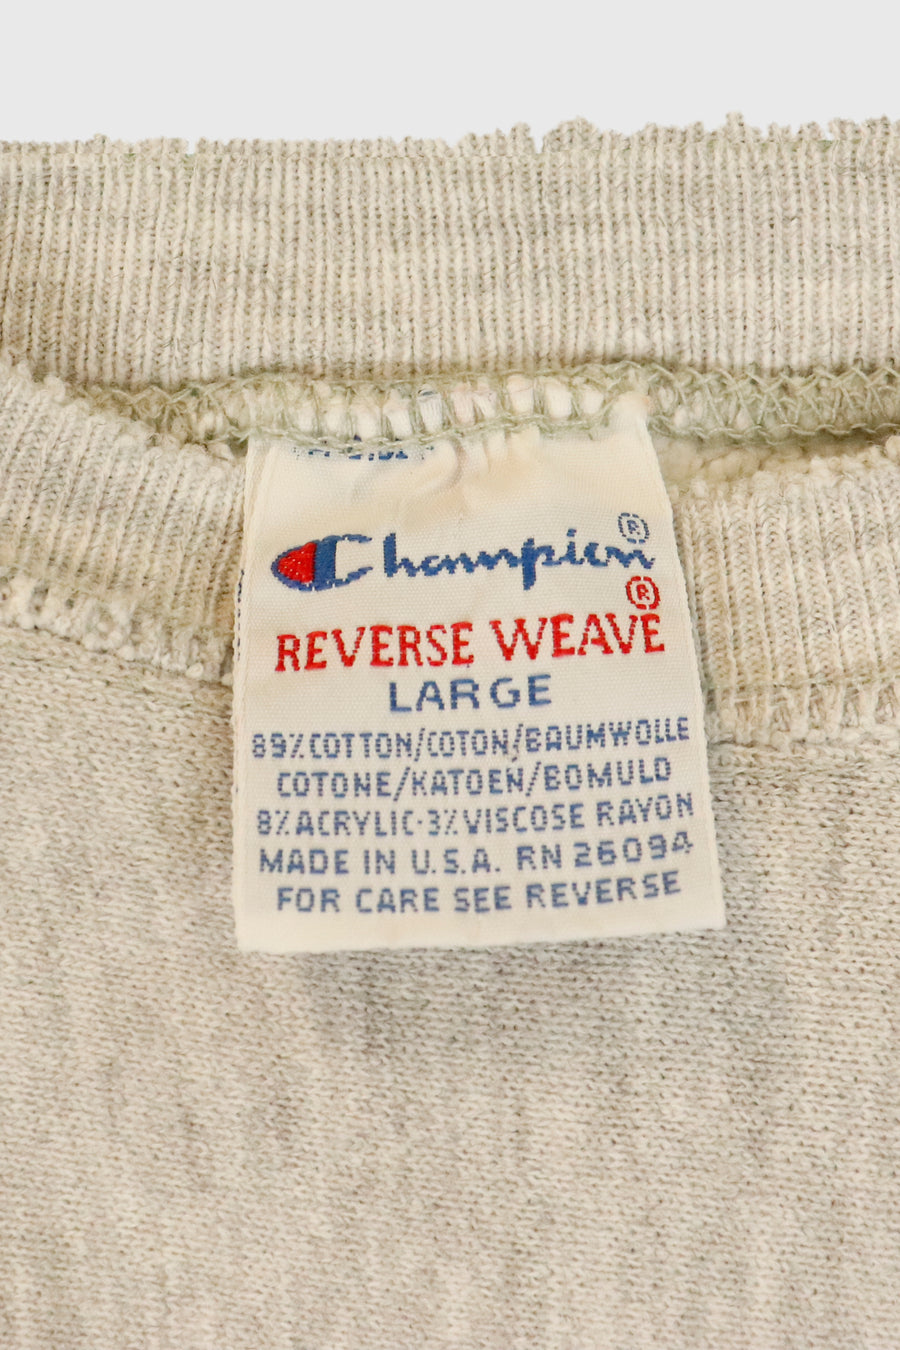 Champion®
REVERSE WEAVE®
LARGE
89% COTTON/COTON/BAUMWOLLE
COTONE/KATOEN/BOMULD
8% ACRYLIC·3% VISCOSE RAYON
MADE IN U.S.A. RN 26094
FOR CARE SEE REVERSE